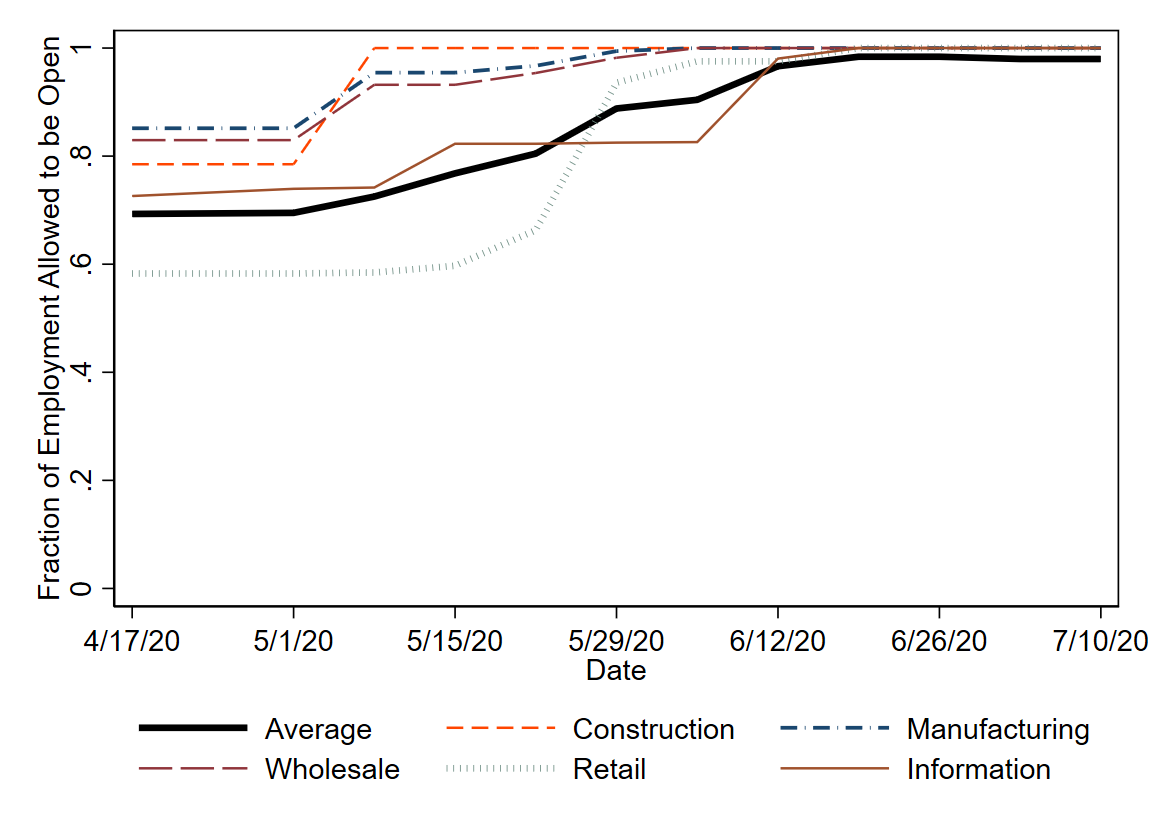 Fraction of Employment Allowed to be Open
1
.8
.6
.4
.2
0
4/17/20 5/1/20 5/15/20 5/29/20 6/12/20 6/26/20 7/10/20
Date
Average Construction Manufacturing
Wholesale Retail Information